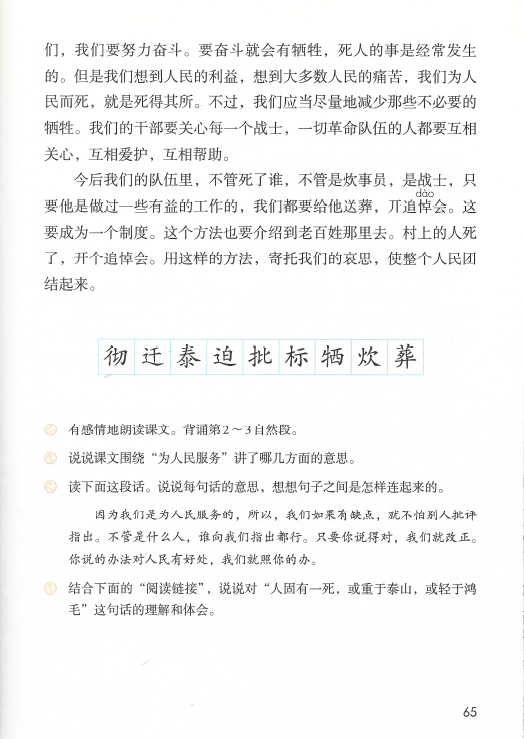 们，我们要努力奋斗。要奋斗就会有牺牲，死人的事是经常发生
的。但是我们想到人民的利益，想到大多数人民的痛苦，我们为人
民而死，就是死得其所。不过，我们应当尽量地减少那些不必要的
牺牲。我们的干部要关心每一个战士，一切革命队伍的人都要互相
关心，互相爱护，互相帮助。
今后我们的队伍里，不管死了谁，不管是炊事员，是战士，只
dào
要他是做过一些有益的工作的，我们都要给他送葬，开追悼会。这
要成为一个制度。这个方法也要介绍到老百姓那里去。村上的人死
了，开个追悼会。用这样的方法，寄托我们的哀思，使整个人民团
结起来。
彻迁泰迫批标牺炊葬
有感情地朗读课文。背诵第2～3自然段。
说说课文围绕“为人民服务”讲了哪几方面的意思。
读下面这段话。说说每句话的意思，想想句子之间是怎样连起来的。
因为我们是为人民服务的，所以，我们如果有缺点，就不怕别人批评
指出。不管是什么人，谁向我们指出都行。只要你说得对，我们就改正。
你说的办法对人民有好处，我们就照你的办。
结合下面的“阅读链接”，说说对“人固有一死，或重于泰山，或轻于鸿
毛”这句话的理解和体会。
65